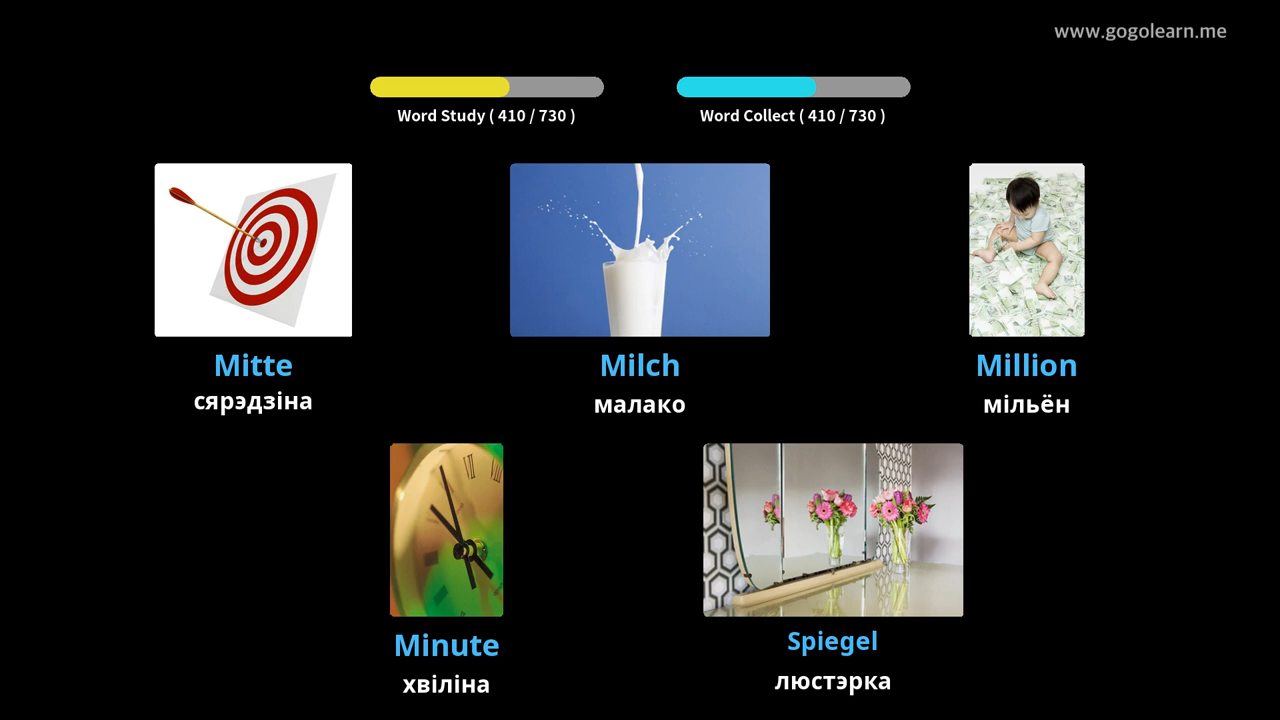 www.gogolearn.me
Word Study ( 410 / 730 )
Word Collect ( 410 / 730 )
Mitte
сярэдзіна
Milch
малако
Million
мільён
Minute
хвіліна
Spiegel
люстэрка